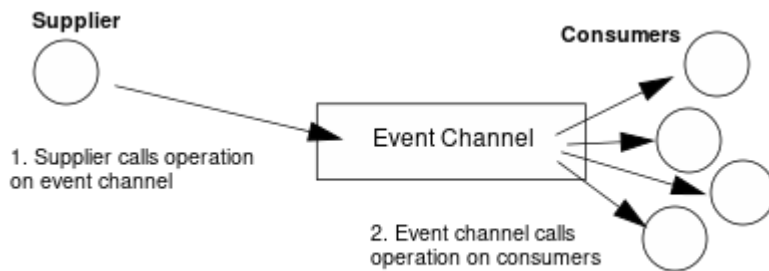 Supplier
Consumers
Event Channel
1. Supplier calls operation
on event channel
2. Event channel calls
operation on consumers